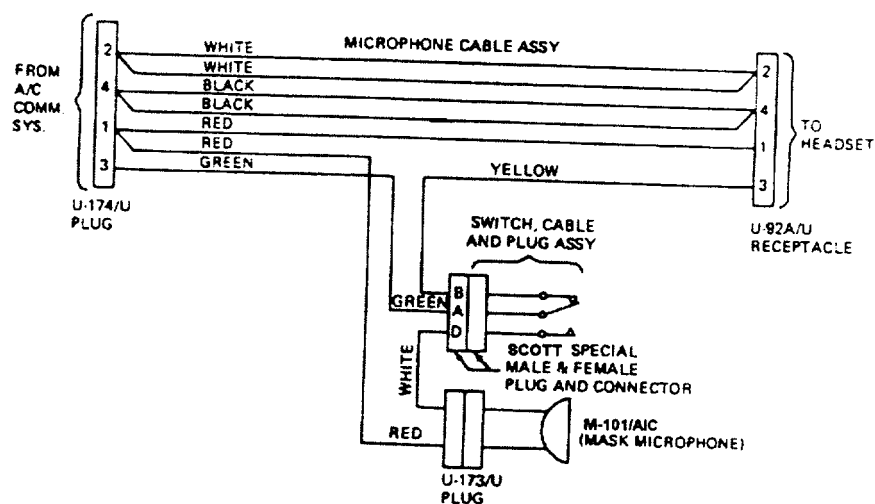 MICROPHONE CABLE ASSY
FROM
A/C
COMM.
SYS.
2
4
1
3
WHITE
WHITE
BLACK
BLACK
RED
RED
GREEN
YELLOW
2
4
1
3
TO
HEADSET
U-174/U
PLUG
U-92A/U
RECEPTACLE
SWITCH, CABLE
AND PLUG ASSY
GREEN
B
A
D
WHITE
SCOTT SPECIAL
MALE & FEMALE
PLUG AND CONNECTOR
RED
M-101/AIC
(MASK MICROPHONE)
U-173/U
PLUG